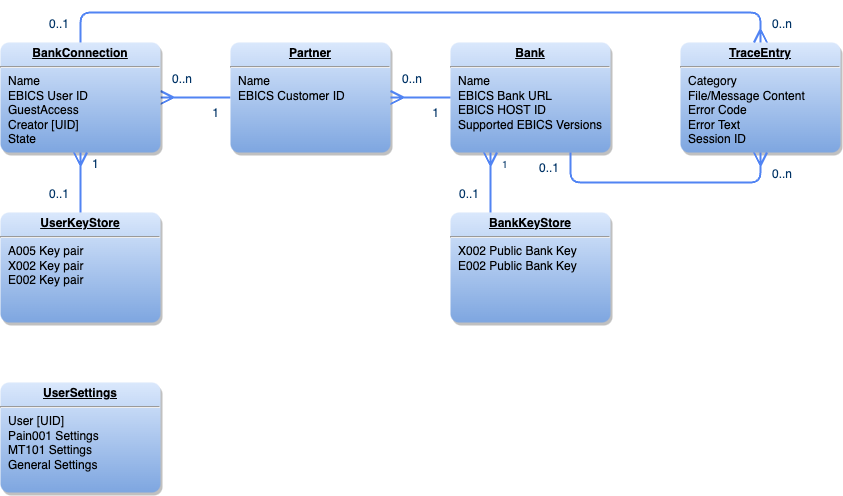 0..1
0..n
BankConnection
Name
EBICS User ID
GuestAccess
Creator [UID]
State
0..n
1
Partner
Name
EBICS Customer ID
0..n
1
Bank
Name
EBICS Bank URL
EBICS HOST ID
Supported EBICS Versions
TraceEntry
Category
File/Message Content
Error Code
Error Text
Session ID
1
0..1
1
0..1
0..1
0..n
UserKeyStore
A005 Key pair
X002 Key pair
E002 Key pair
BankKeyStore
X002 Public Bank Key
E002 Public Bank Key
UserSettings
User [UID]
Pain001 Settings
MT101 Settings
General Settings